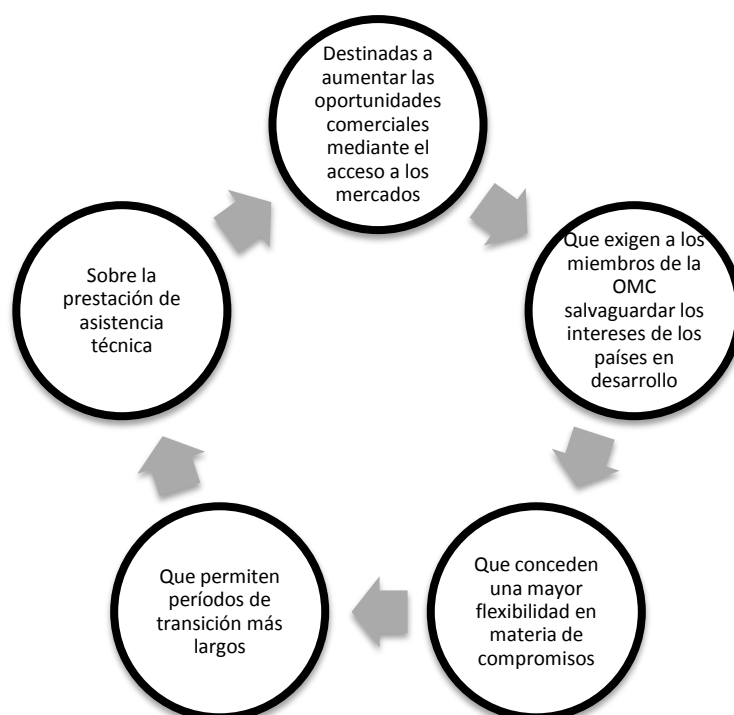 Destinadas a
aumentar las
oportunidades
comerciales
mediante el
acceso a los
mercados
Que exigen a los
miembros de la
OMC
salvaguardar los
intereses de los
países en
desarrollo
Que conceden
una mayor
flexibilidad en
materia de
compromisos
Que permiten
períodos de
transición más
largos
Sobre la
prestación de
asistencia
técnica